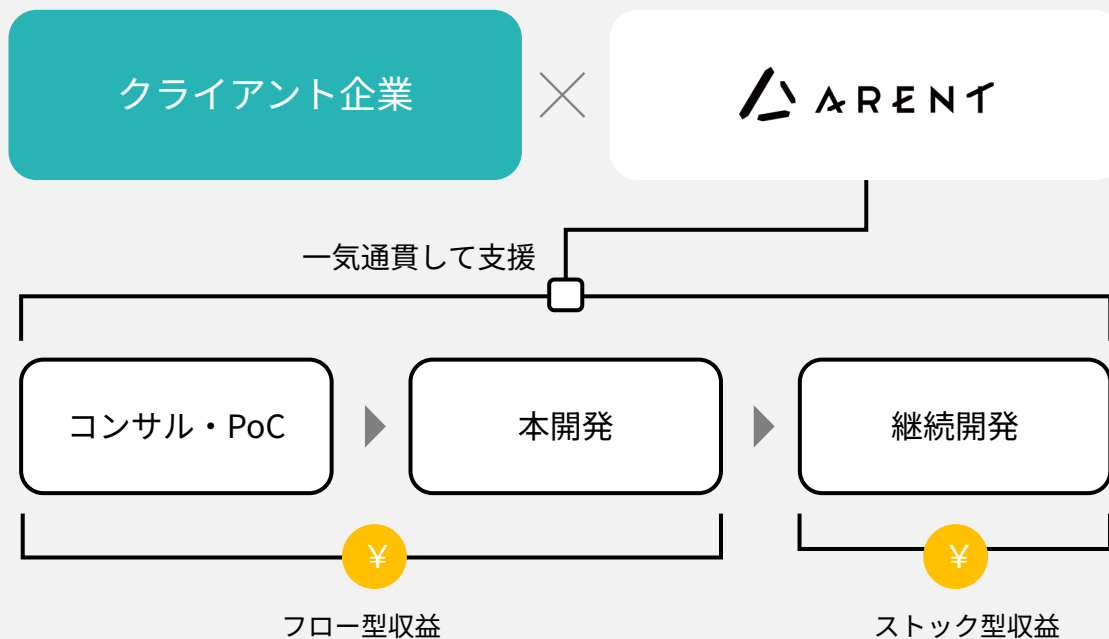 クライアント企業
ARENT
一気通貫して支援
コンサル・PoC
本開発
継続開発
¥
¥
フロー型収益
ストック型収益